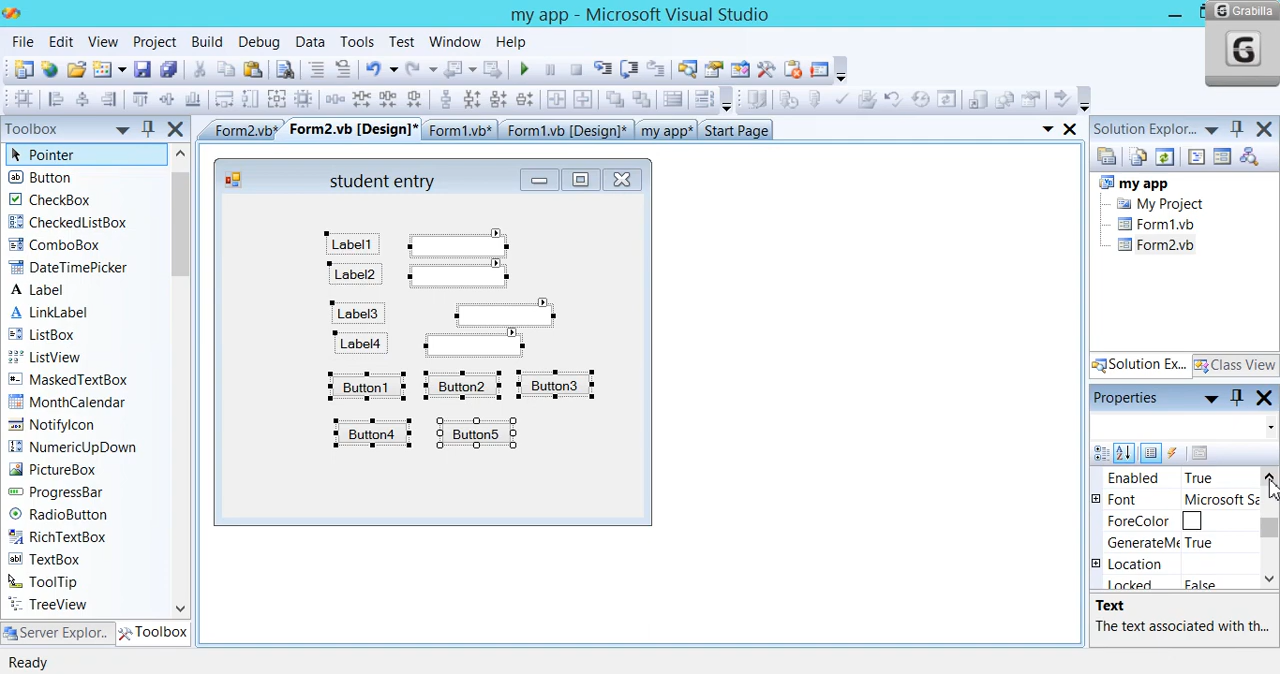 my app - Microsoft Visual Studio
Grabilla
File Edit View Project Build Debug Data Tools Test Window Help
Toolbox
Form2.vb* Form2.vb [Design]* Form1.vb* Form1.vb [Design]* my app* Start Page
Solution Explor...
Pointer
Button
CheckBox
CheckedListBox
ComboBox
DateTimePicker
Label
LinkLabel
ListBox
ListView
MaskedTextBox
MonthCalendar
NotifyIcon
NumericUpDown
PictureBox
ProgressBar
RadioButton
RichTextBox
TextBox
ToolTip
TreeView
Server Explor... Toolbox
student entry
Label1
Label2
Label3
Label4
Button1 Button2 Button3
Button4 Button5
my app
My Project
Form1.vb
Form2.vb
Solution Ex... Class View
Properties
Enabled True
Font Microsoft Sa
ForeColor
GenerateMe True
Location
Locked False
Text
The text associated with th...
Ready